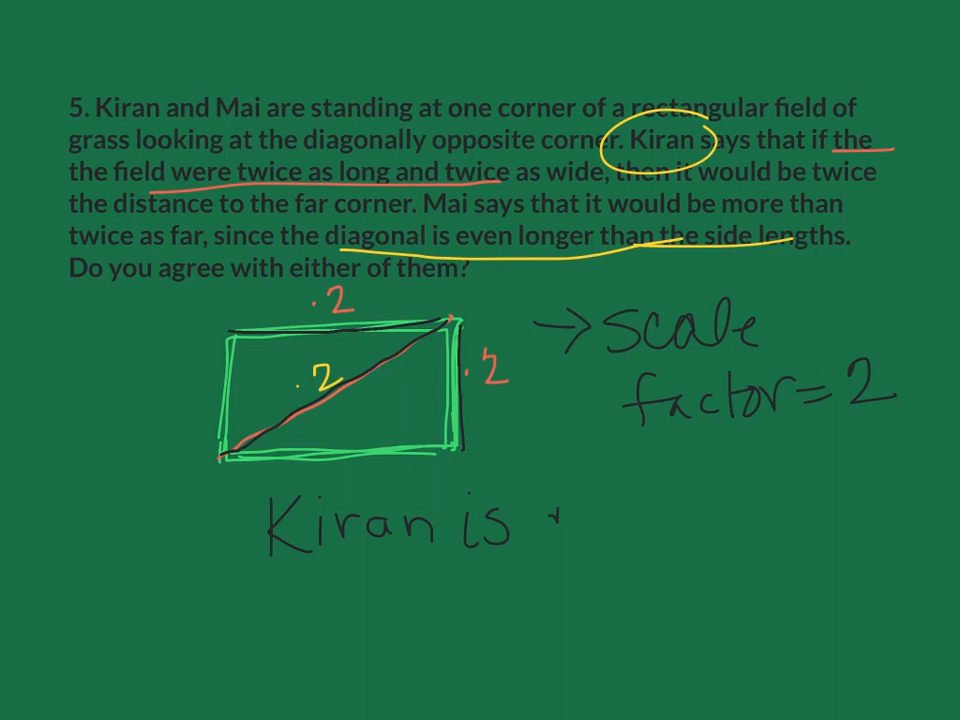 5. Kiran and Mai are standing at one corner of a rectangular field of
grass looking at the diagonally opposite corner. Kiran says that if the
the field were twice as long and twice as wide, then it would be twice
the distance to the far corner. Mai says that it would be more than
twice as far, since the diagonal is even longer than the side lengths.
Do you agree with either of them?
.2
.2
.2
→ scale
factor = 2
Kiran is